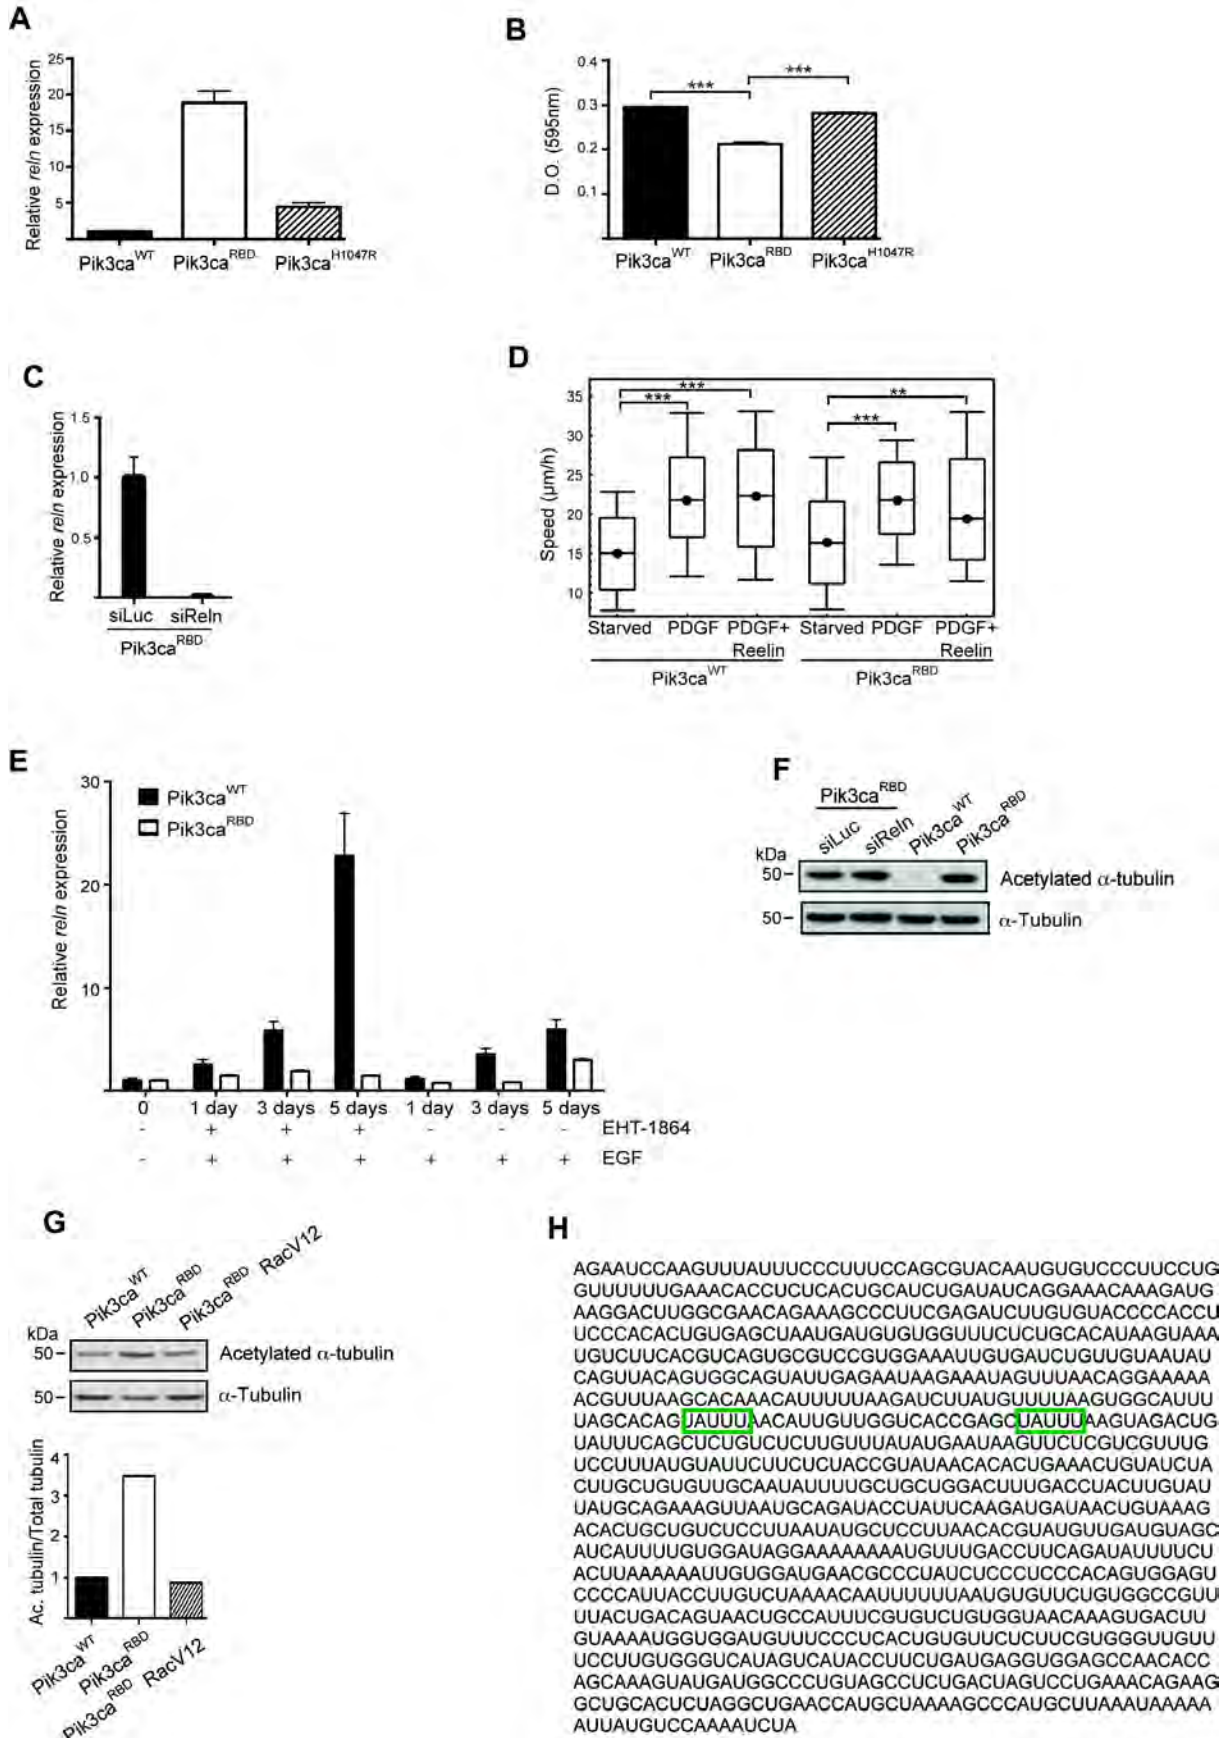 A
Relative reln expression
25
20
15
10
5
Pik3ca^WT
Pik3ca^RBD
Pik3ca^H1047R
B
D.O. (595nm)
0.4
0.3
0.2
0.1
***
***
Pik3ca^WT
Pik3ca^RBD
Pik3ca^H1047R
C
Relative reln expression
1.5
1.0
0.5
siLuc siReln
Pik3ca^RBD
D
Speed (µm/h)
35
30
25
20
15
10
***
***
**
***
Starved PDGF PDGF+ Reelin Starved PDGF PDGF+ Reelin
Pik3ca^WT Pik3ca^RBD
E
Relative reln expression
30
20
10
Pik3ca^WT
Pik3ca^RBD
0 1 day 3 days 5 days 1 day 3 days 5 days
- + + + - - - EHT-1864
- + + + + + + EGF
F
Pik3ca^RBD
siLuc siReln Pik3ca^WT Pik3ca^RBD
kDa
50 Acetylated α-tubulin
50 α-Tubulin
G
Pik3ca^WT Pik3ca^RBD Pik3ca^RBD RacV12
kDa
50 Acetylated α-tubulin
50 α-Tubulin
Ac. tubulin/Total tubulin
4
3
2
1
Pik3ca^WT
Pik3ca^RBD
Pik3ca^RBD RacV12
H
AGAAUCCAAGUUUAUUUCCCUUUCCAGCGUACAAUGUGUCCCUUCCUG
GUUUUUUGAAACACCUCUCACUGCAUCUGAUAUCAGGAAACAAAGAUG
AAGGACUUGGCGAACAGAAAGCCCUUCGAGAUCUUGUGUACCCCACCU
UCCCACACUGUGAGCUAAUGAUGUGUGGUUUCUCUGCACAUAAGUAAA
UGUCUUCACGUCAGUGCGUCCGUGGAAAUUGUGAUCUGUUGUAAUAU
CAGUUACAGUGGCAGUAUUGAGAAUAAGAAAUAGUUUAACAGGAAAAA
ACGUUUAAGCACAAACAUUUUUAAGAUCUUAUGUUUUAAGUGGCAUUU
UAGCACAGUAUUUAACAUUGUUGGUCACCGAGCUAUUUAAGUAGACUG
UAUUUCAGCUCUGUCUCUUGUUUAUAUGAAUAAGUUCUCGUCGUUUG
UCCUUUAUGUAUUCUUCUCUACCGUAUAACACACUGAAACUGUAUCUA
CUUGCUGUGUUGCAAUAUUUUGCUGCUGGACUUUGACCUACUUGUAU
UAUGCAGAAAGUUAAUGCAGAUACCUAUUCAAGAUGAUAACUGUAAAG
ACACUGCUGUCUCCUUAAUAUGCUCCUUAACACGUAUGUUGAUGUAGC
AUCAUUUUGUGGAUAGGAAAAAAAAUGUUUGACCUUCAGAUAUUUUCU
ACUUAAAAAAUUGUGGAUGAACGCCCUAUCUCCCUCCCACAGUGGAGU
CCCCAUUACCUUGUCUAAAACAAUUUUUUAAUGUGUUCUGUGGCCGUU
UUACUGACAGUAACUGCCAUUUCGUGUCUGUGGUAACAAAGUGACUU
GUAAAAUGGUGGAUGUUUCCCUCACUGUGUUCUCUUCGUGGGUUGUU
UCCUUGUGGGUCAUAGUCAUACCUUCUGAUGAGGUGGAGCCAACACC
AGCAAAGUAUGAUGGCCCUGUAGCCUCUGACUAGUCCUGAAACAGAAG
GCUGCACUCUAGGCUGAACCAUGCUAAAAGCCCAUGCUUAAAUAAAAA
AUUAUGUCCAAAAUCUA